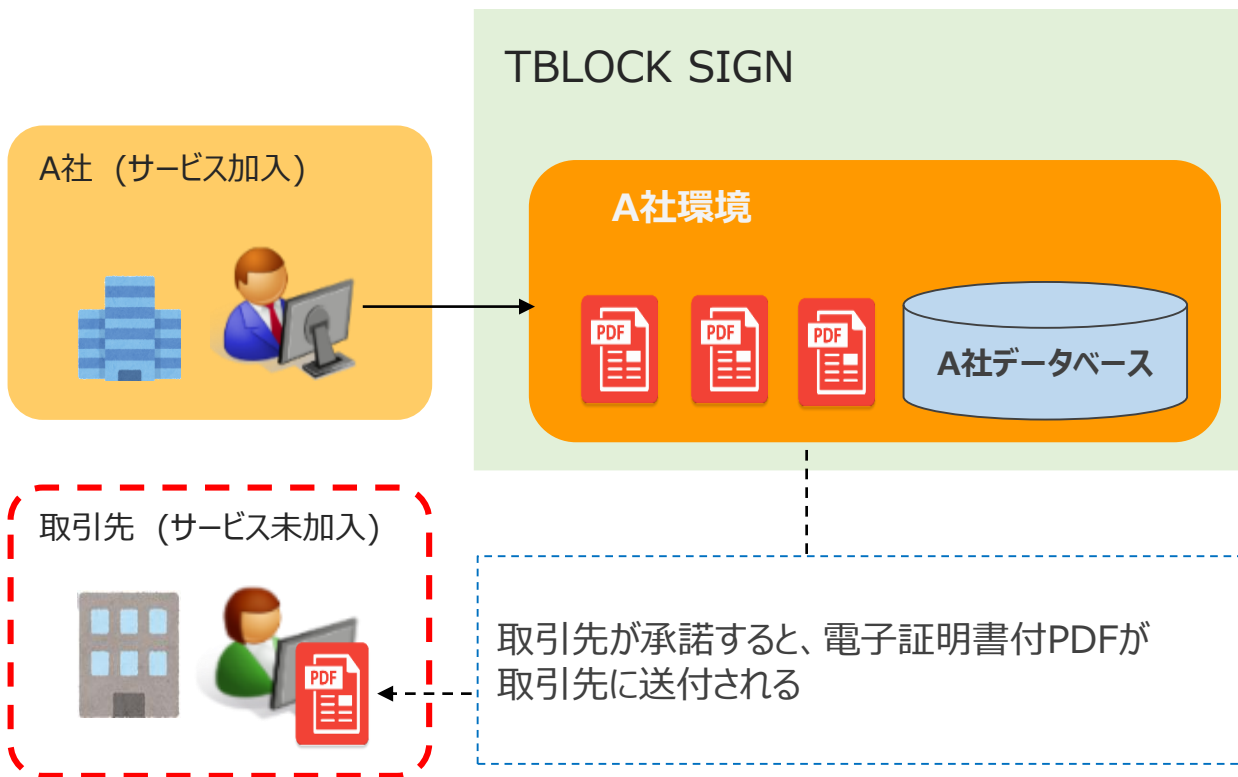 TBLOCK SIGN
A社 (サービス加入)
A社環境
PDF
PDF
PDF
A社データベース
取引先 (サービス未加入)
PDF
取引先が承諾すると、電子証明書付PDFが
取引先に送付される